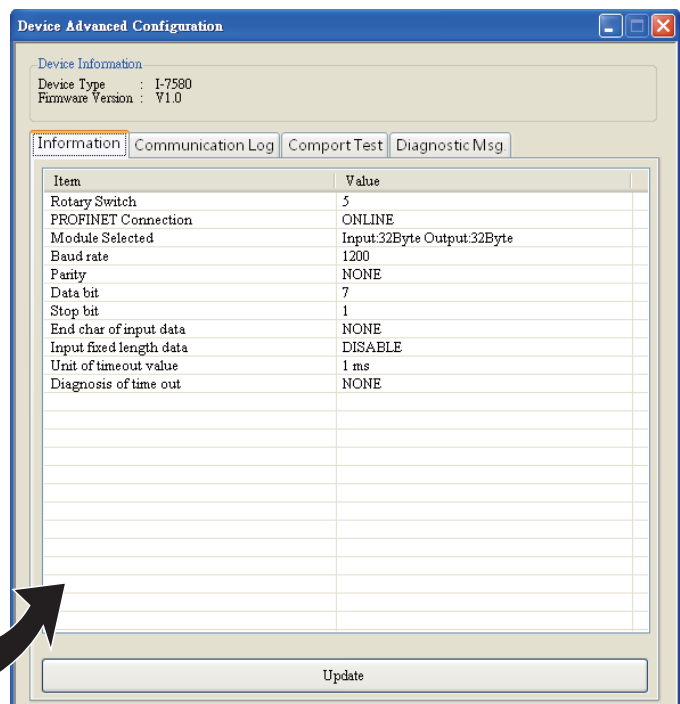 Device Advanced Configuration
Device Information
Device Type : I-7580
Firmware Version : V1.0
Information Communication Log Comport Test Diagnostic Msg.
Item Value
Rotary Switch 5
PROFINET Connection ONLINE
Module Selected Input:32Byte Output:32Byte
Baud rate 1200
Parity NONE
Data bit 7
Stop bit 1
End char of input data NONE
Input fixed length data DISABLE
Unit of timeout value 1 ms
Diagnosis of time out NONE
Update